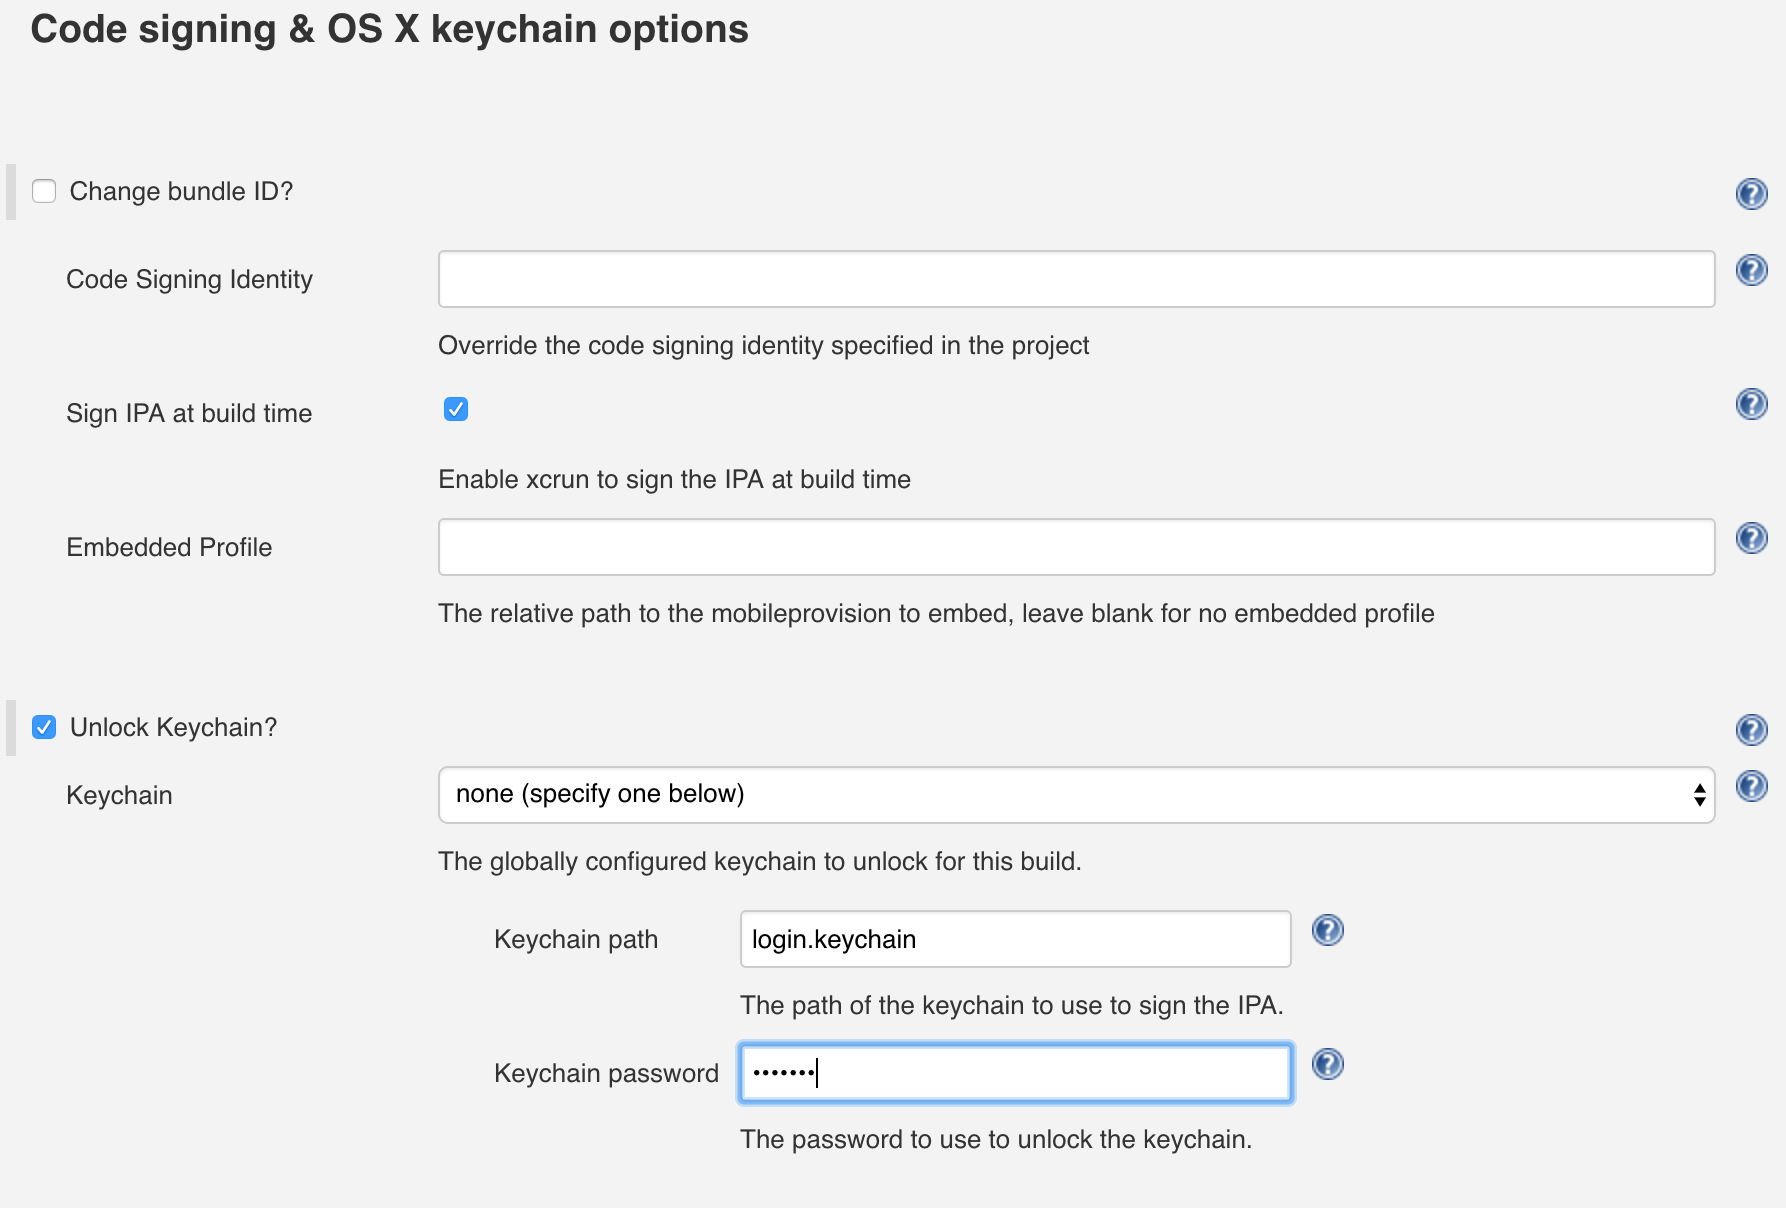 Code signing & OS X keychain options
Change bundle ID?
Code Signing Identity
Override the code signing identity specified in the project
Sign IPA at build time
Enable xcrun to sign the IPA at build time
Embedded Profile
The relative path to the mobileprovision to embed, leave blank for no embedded profile
Unlock Keychain?
Keychain
none (specify one below)
The globally configured keychain to unlock for this build.
Keychain path
login.keychain
The path of the keychain to use to sign the IPA.
Keychain password
•••••••
The password to use to unlock the keychain.